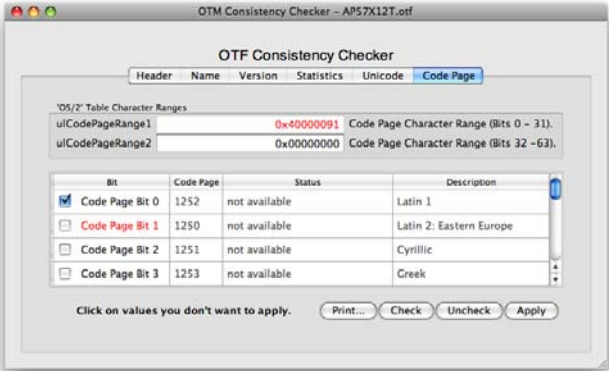 OTM Consistency Checker – APS7X12T.otf
OTF Consistency Checker
Header Name Version Statistics Unicode Code Page
'OS/2' Table Character Ranges
ulCodePageRange1 0x40000091 Code Page Character Range (Bits 0 – 31).
ulCodePageRange2 0x00000000 Code Page Character Range (Bits 32 –63).
Bit Code Page Status Description
Code Page Bit 0 1252 not available Latin 1
Code Page Bit 1 1250 not available Latin 2: Eastern Europe
Code Page Bit 2 1251 not available Cyrillic
Code Page Bit 3 1253 not available Greek
Click on values you don't want to apply. Print... Check Uncheck Apply